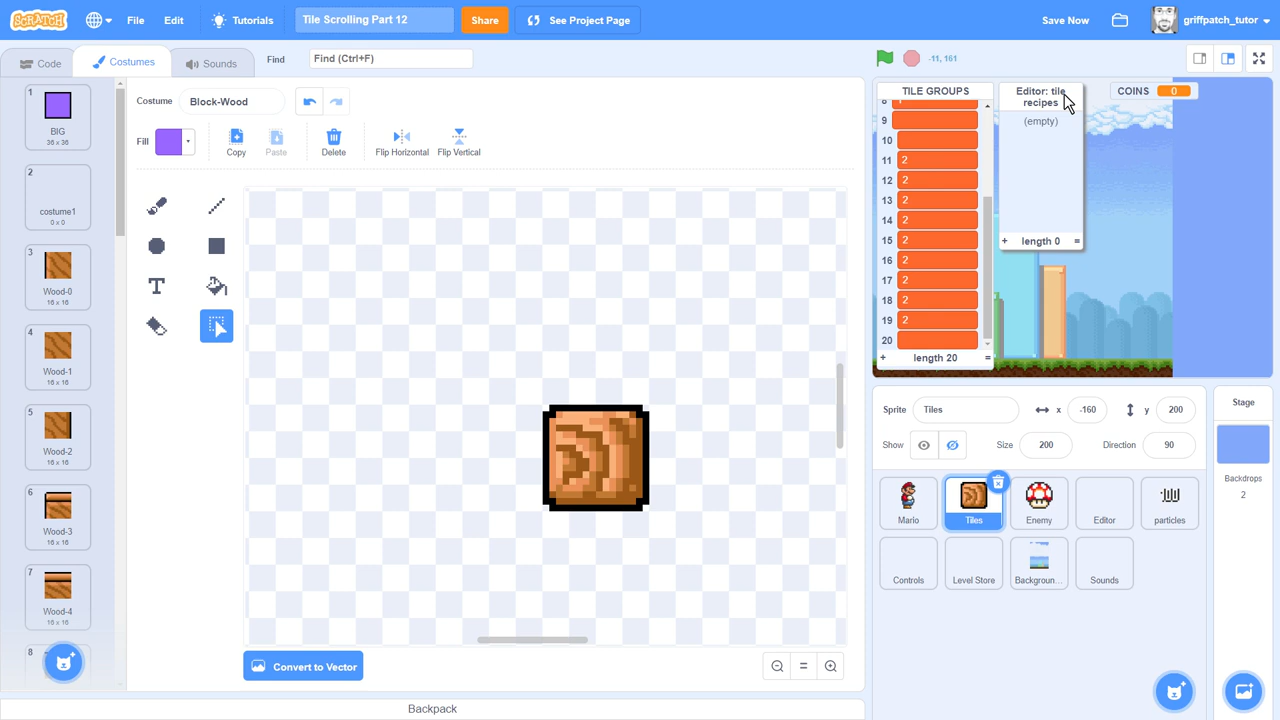 SCRATCH File Edit Tutorials Tile Scrolling Part 12 Share See Project Page Save Now griffpatch_tutor
Code Costumes Sounds Find Find (Ctrl+F) -11, 161
1
BIG
36 x 36
2
costume1
0 x 0
3
Wood-0
16 x 16
4
Wood-1
16 x 16
5
Wood-2
16 x 16
6
Wood-3
16 x 16
7
Wood-4
16 x 16
8
Costume Block-Wood
Fill Copy Paste Delete Flip Horizontal Flip Vertical
T
Convert to Vector
Backpack
TILE GROUPS
9
10
11 2
12 2
13 2
14 2
15 2
16 2
17 2
18 2
19 2
20
+ length 20 =
Editor: tile
recipes
(empty)
+ length 0 =
COINS 0
Sprite Tiles x -160 y 200
Show Size 200 Direction 90
Mario Tiles Enemy Editor particles
Controls Level Store Backgroun... Sounds
Stage
Backdrops
2